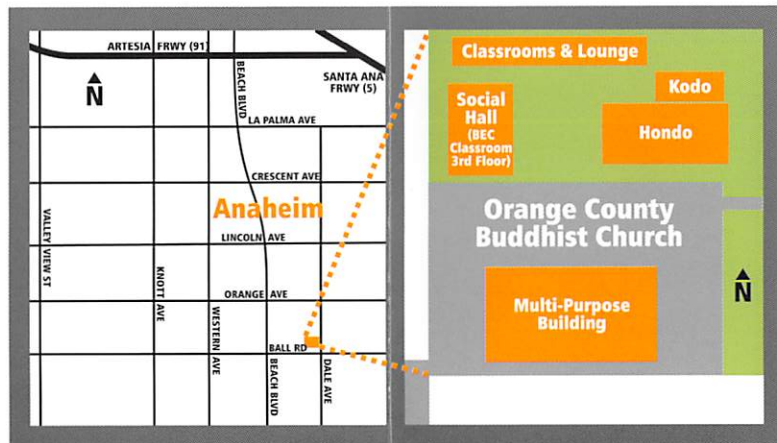 ARTESIA FRWY (91)
BEACH BLVD
SANTA ANA
FRWY (5)
N
LA PALMA AVE
CRESCENT AVE
Anaheim
VALLEY VIEW ST
LINCOLN AVE
KNOTT AVE
ORANGE AVE
WESTERN AVE
BALL RD
BEACH BLVD
DALE AVE
Classrooms & Lounge
Kodo
Social
Hall
(BEC
Classroom
3rd Floor)
Hondo
Orange County
Buddhist Church
Multi-Purpose
Building
N